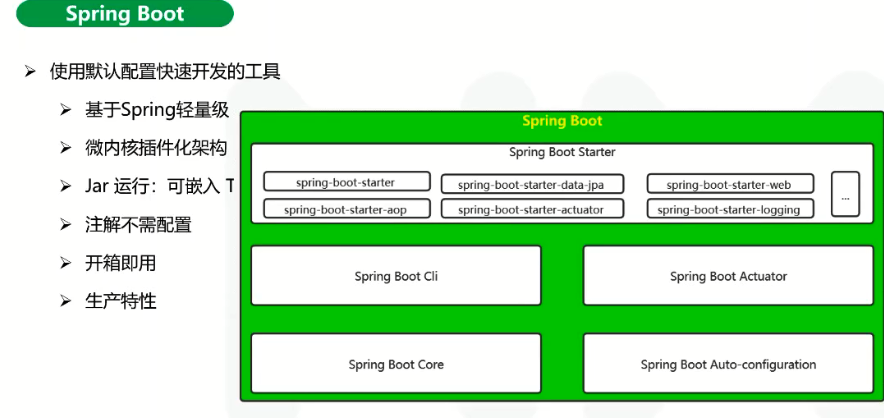 Spring Boot
使用默认配置快速开发的工具
基于Spring轻量级
微内核插件化架构
Jar 运行：可嵌入 T
注解不需配置
开箱即用
生产特性
Spring Boot
Spring Boot Starter
spring-boot-starter
spring-boot-starter-data-jpa
spring-boot-starter-web
...
spring-boot-starter-aop
spring-boot-starter-actuator
spring-boot-starter-logging
Spring Boot Cli
Spring Boot Actuator
Spring Boot Core
Spring Boot Auto-configuration